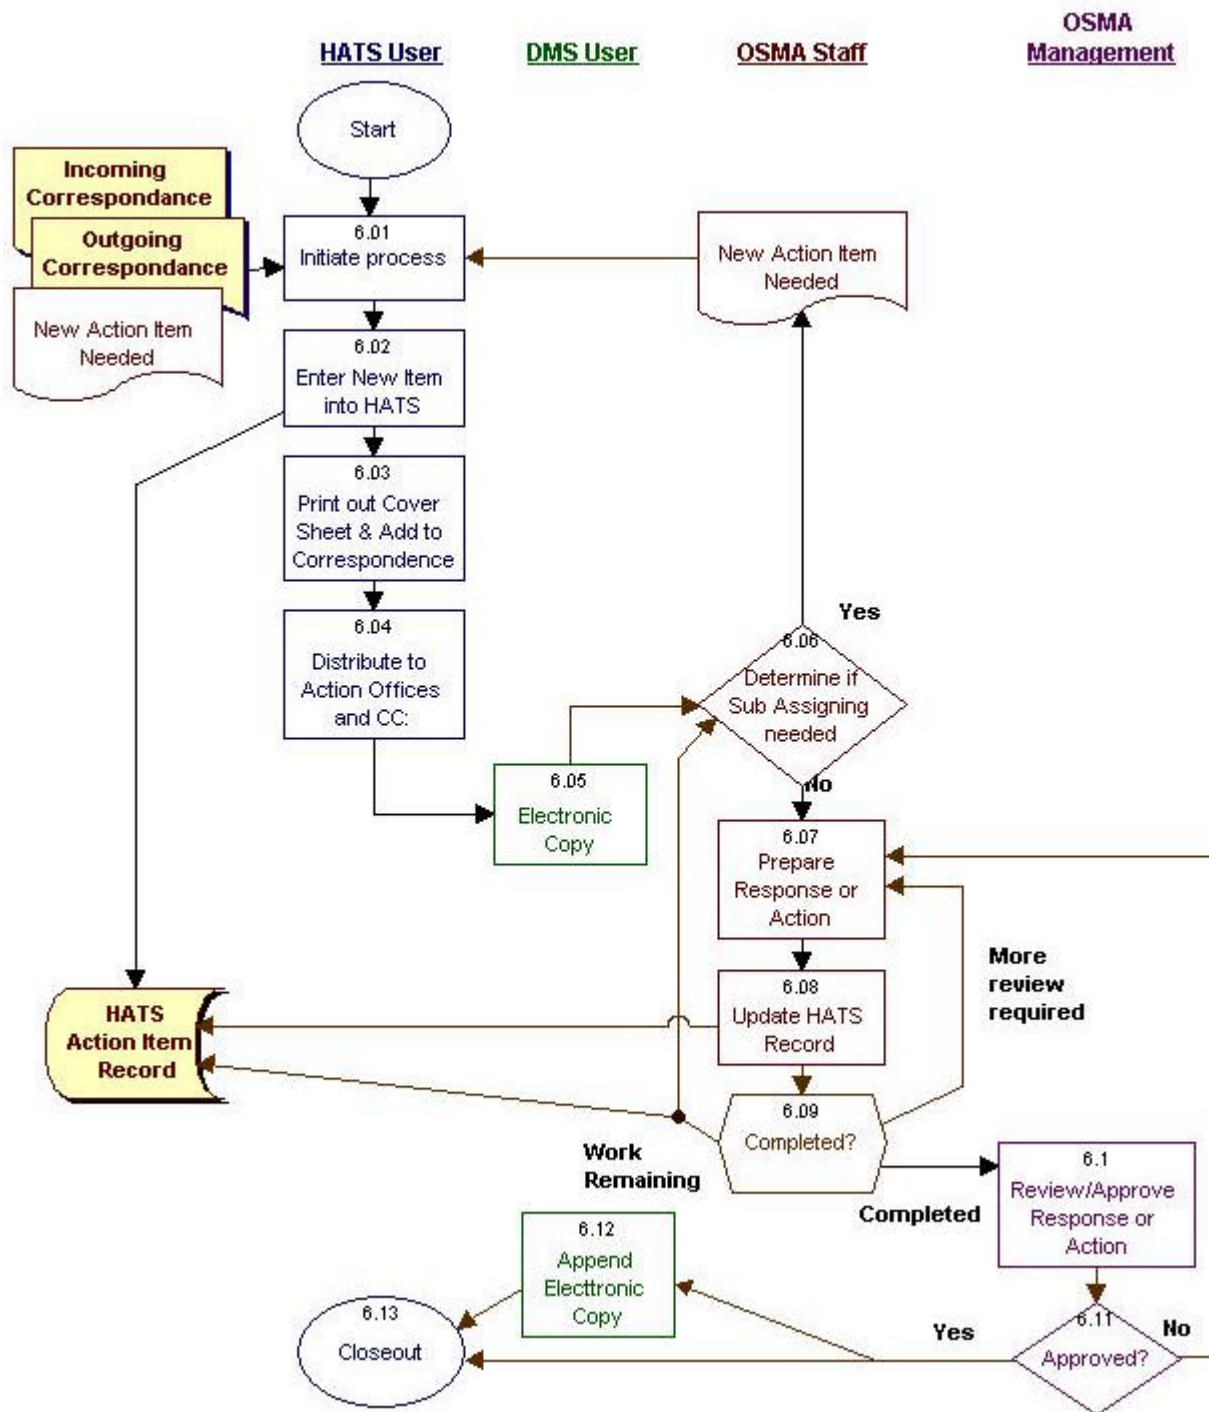 OSMA
Management
HATS User
DMS User
OSMA Staff
Start
Incoming
Correspondance
Outgoing
Correspondance
New Action Item
Needed
6.01
Initiate process
New Action Item
Needed
6.02
Enter New Item
into HATS
6.03
Print out Cover
Sheet & Add to
Correspondence
6.04
Distribute to
Action Offices
and CC:
Yes
6.06
Determine if
Sub Assigning
needed
No
6.05
Electronic
Copy
6.07
Prepare
Response or
Action
More
review
required
6.08
Update HATS
Record
HATS
Action Item
Record
6.09
Completed?
Work
Remaining
Completed
6.1
Review/Approve
Response or
Action
6.12
Append
Electtronic
Copy
6.13
Closeout
Yes
6.11
Approved?
No